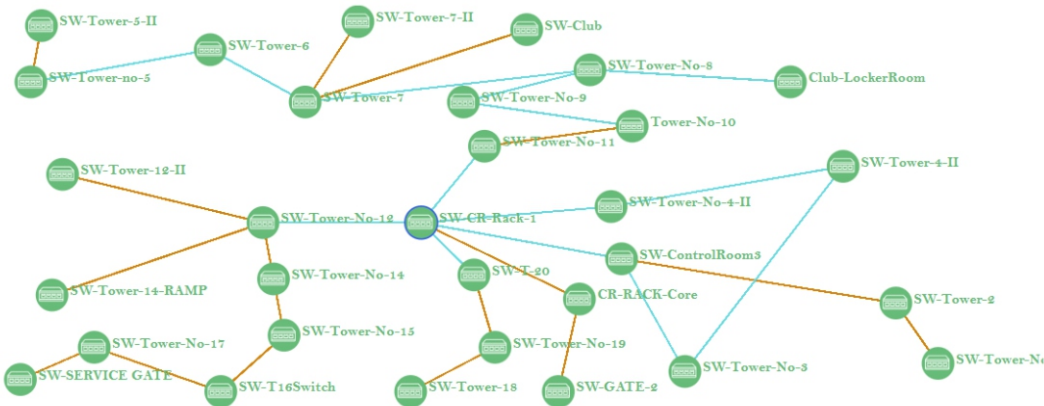 SW-Tower-5-II
SW-Tower-7-II
SW-Club
SW-Tower-6
SW-Tower-no-5
SW-Tower-No-8
Club-LockerRoom
SW-Tower-7
SW-Tower-No-9
Tower-No-10
SW-Tower-No-11
SW-Tower-12-II
SW-Tower-4-II
SW-Tower-No-4-II
SW-Tower-No-12
SW-CR-Rack-1
SW-ControlRoom3
SW-Tower-No-14
SW-T-20
SW-Tower-14-RAMP
CR-RACK-Core
SW-Tower-2
SW-Tower-No-15
SW-Tower-No-17
SW-Tower-No-19
SW-Tower-No-3
SW-Tower-No
SW-SERVICE GATE
SW-T16Switch
SW-Tower-18
SW-GATE-2